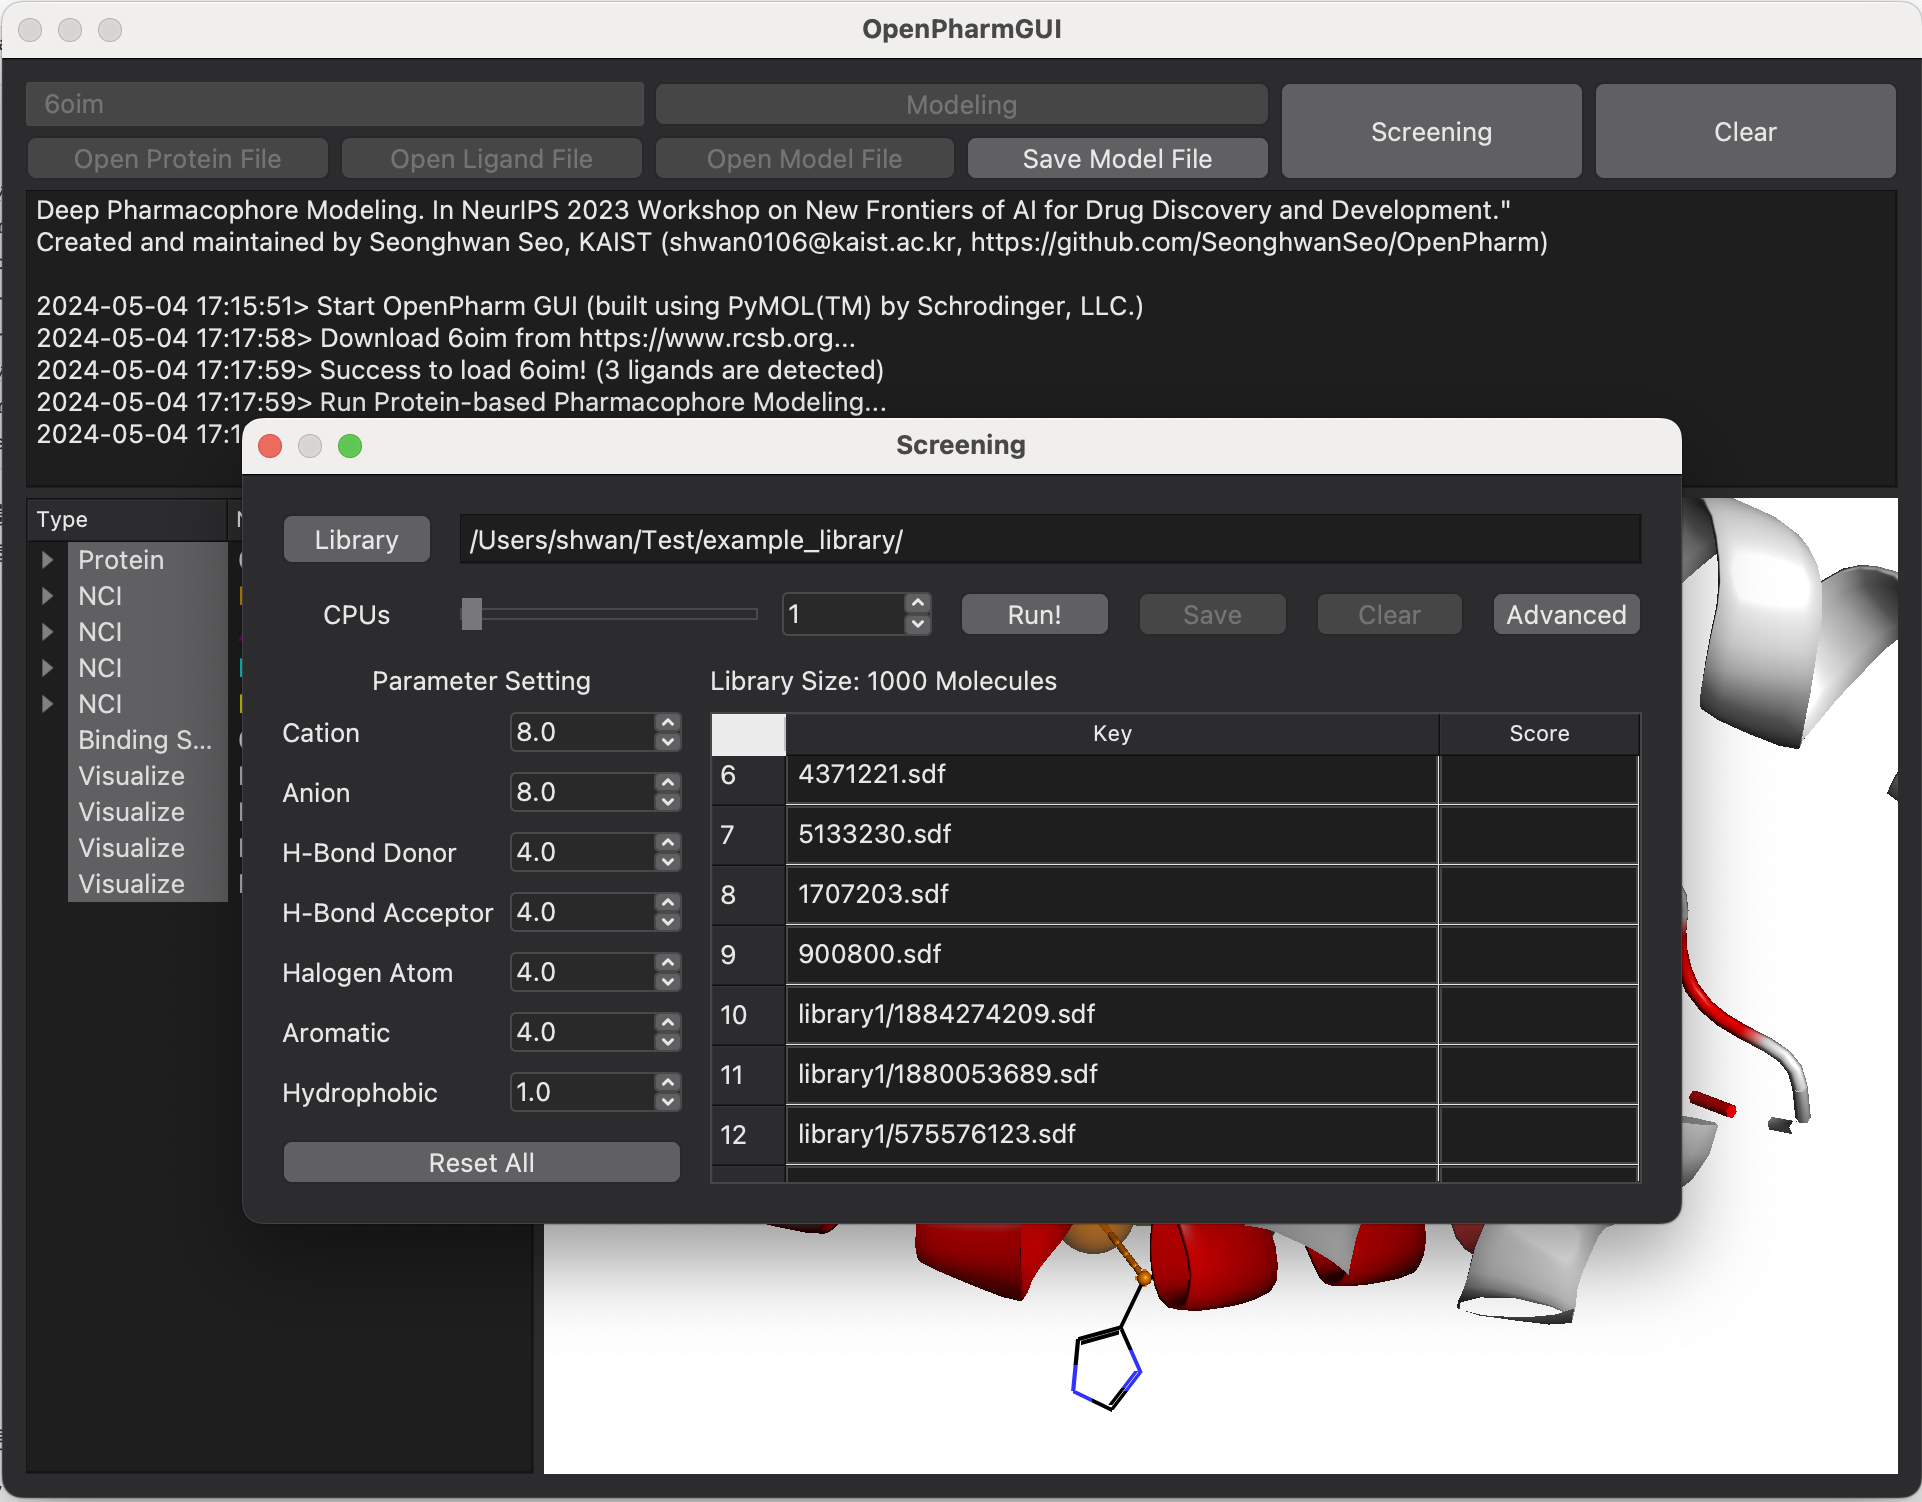 OpenPharmGUI
6oim
Modeling
Screening
Clear
Open Protein File
Open Ligand File
Open Model File
Save Model File
Deep Pharmacophore Modeling. In NeurIPS 2023 Workshop on New Frontiers of AI for Drug Discovery and Development."
Created and maintained by Seonghwan Seo, KAIST (shwan0106@kaist.ac.kr, https://github.com/SeonghwanSeo/OpenPharm)
2024-05-04 17:15:51> Start OpenPharm GUI (built using PyMOL(TM) by Schrodinger, LLC.)
2024-05-04 17:17:58> Download 6oim from https://www.rcsb.org...
2024-05-04 17:17:59> Success to load 6oim! (3 ligands are detected)
2024-05-04 17:17:59> Run Protein-based Pharmacophore Modeling...
2024-05-04 17:1
Type
Protein
NCI
NCI
NCI
NCI
Binding S...
Visualize
Visualize
Visualize
Visualize
Screening
Library
/Users/shwan/Test/example_library/
CPUs
1
Run!
Save
Clear
Advanced
Parameter Setting
Cation 8.0
Anion 8.0
H-Bond Donor 4.0
H-Bond Acceptor 4.0
Halogen Atom 4.0
Aromatic 4.0
Hydrophobic 1.0
Reset All
Library Size: 1000 Molecules
Key Score
6 4371221.sdf
7 5133230.sdf
8 1707203.sdf
9 900800.sdf
10 library1/1884274209.sdf
11 library1/1880053689.sdf
12 library1/575576123.sdf